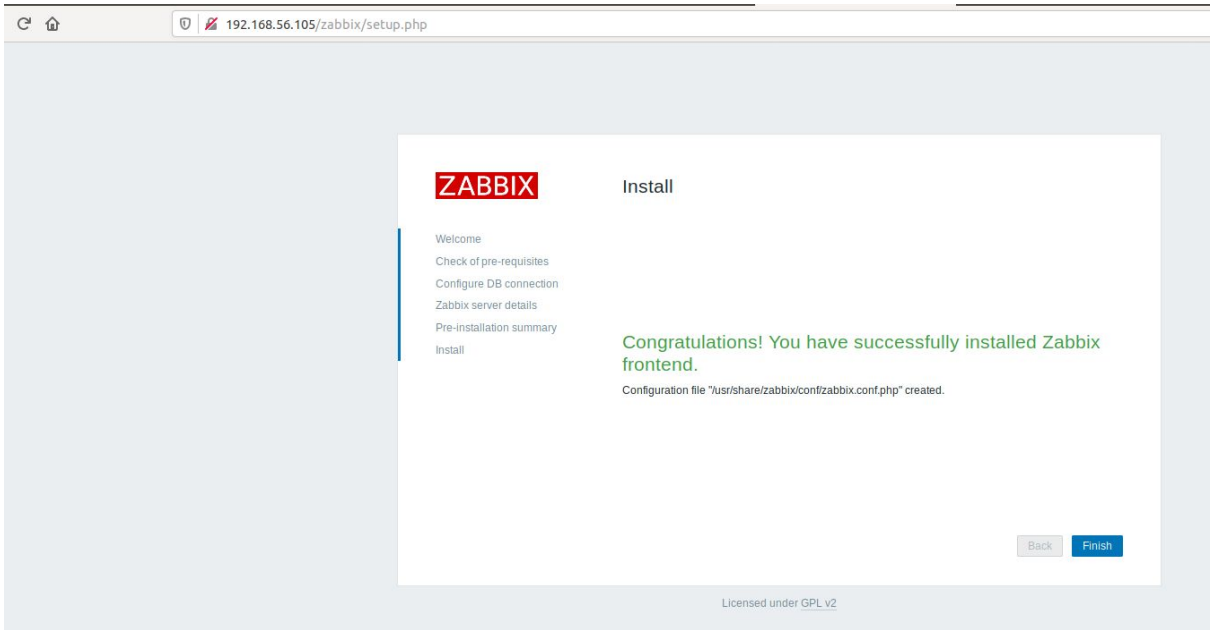 192.168.56.105/zabbix/setup.php
ZABBIX
Install
Welcome
Check of pre-requisites
Configure DB connection
Zabbix server details
Pre-installation summary
Install
Congratulations! You have successfully installed Zabbix
frontend.
Configuration file "/usr/share/zabbix/conf/zabbix.conf.php" created.
Back Finish
Licensed under GPL v2